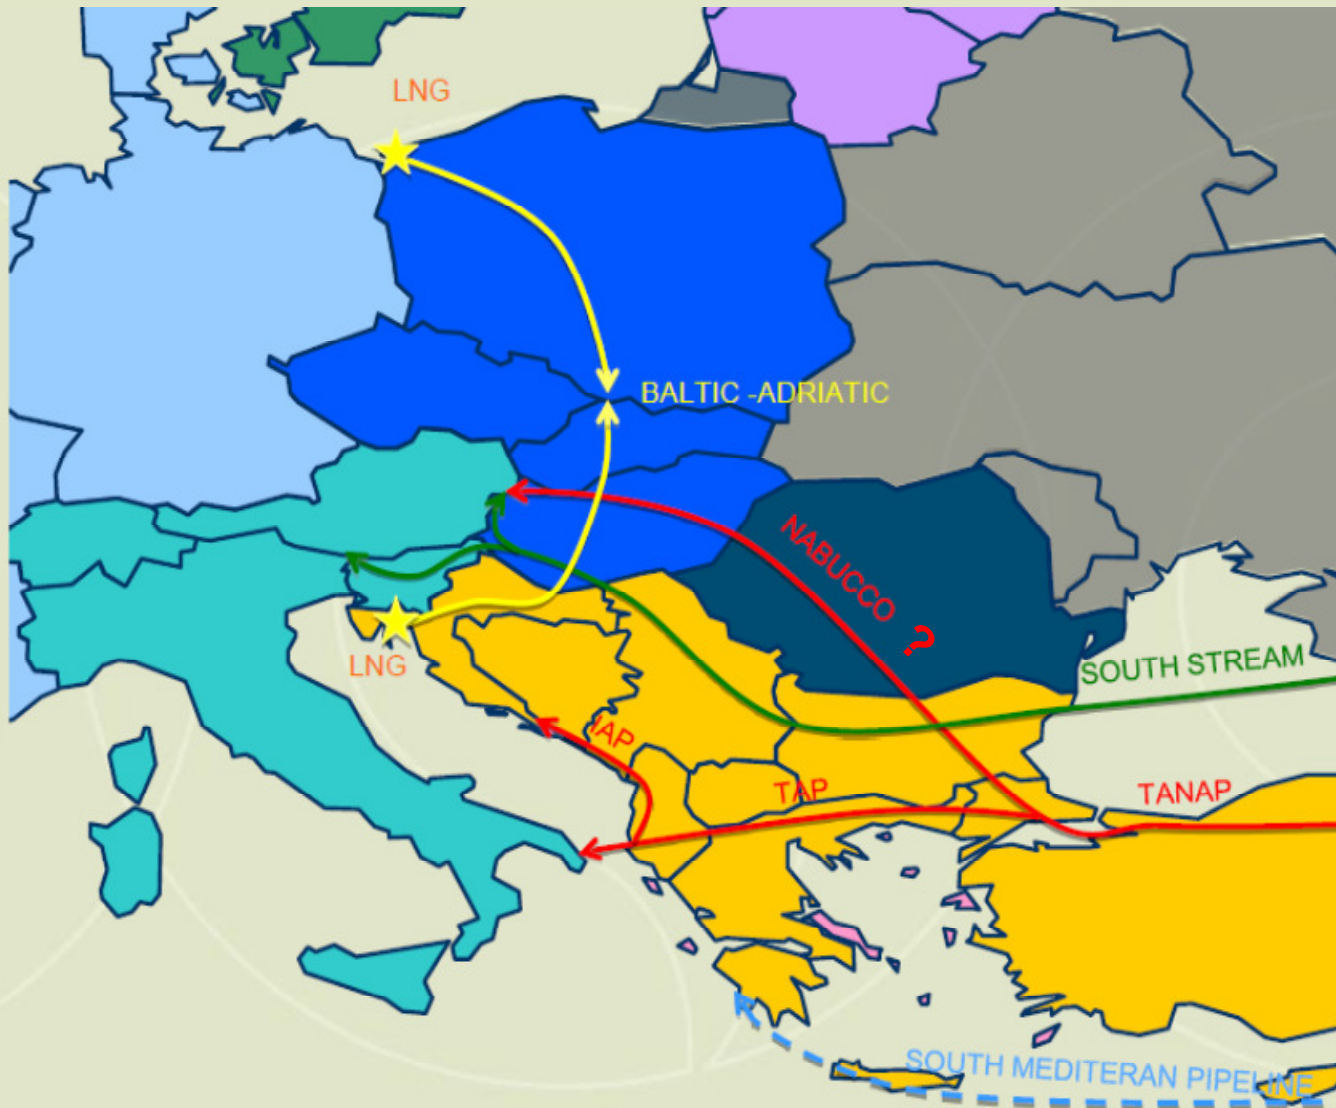 LNG
BALTIC -ADRIATIC
NABUCCO ?
SOUTH STREAM
LNG
IAP
TAP
TANAP
SOUTH MEDITERAN PIPELINE